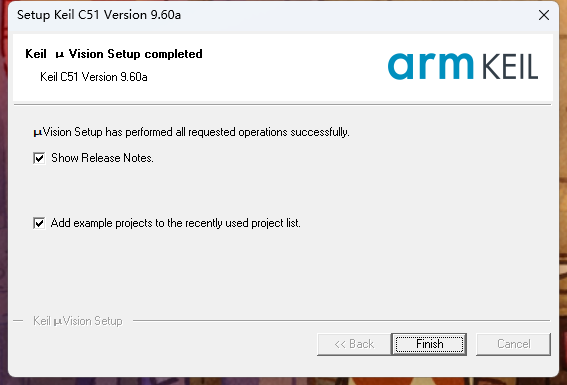 Setup Keil C51 Version 9.60a
Keil μ Vision Setup completed
Keil C51 Version 9.60a
arm KEIL
μVision Setup has performed all requested operations successfully.
Show Release Notes.
Add example projects to the recently used project list.
Keil μVision Setup
<< Back
Finish
Cancel